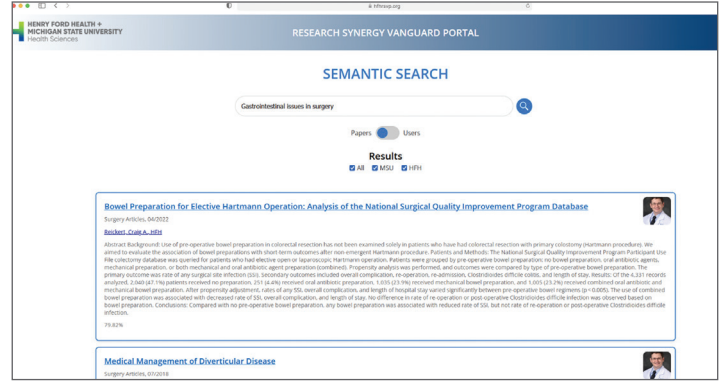 hfhrsvp.org
HENRY FORD HEALTH +
MICHIGAN STATE UNIVERSITY
Health Sciences
RESEARCH SYNERGY VANGUARD PORTAL
SEMANTIC SEARCH
Gastrointestinal issues in surgery
Papers Users
Results
All MSU HFH
Bowel Preparation for Elective Hartmann Operation: Analysis of the National Surgical Quality Improvement Program Database
Surgery Articles, 04/2022
Reickert, Craig A., HFH
Abstract Background: Use of pre-operative bowel preparation in colorectal resection has not been examined solely in patients who have had colorectal resection with primary colostomy (Hartmann procedure). We
aimed to evaluate the association of bowel preparations with short-term outcomes after non-emergent Hartmann procedure. Patients and Methods: The National Surgical Quality Improvement Program Participant Use
File colectomy database was queried for patients who had elective open or laparoscopic Hartmann operation. Patients were grouped by pre-operative bowel preparation: no bowel preparation, oral antibiotic agents,
mechanical preparation, or both mechanical and oral antibiotic agent preparation (combined). Propensity analysis was performed, and outcomes were compared by type of pre-operative bowel preparation. The
primary outcome was rate of any surgical site infection (SSI). Secondary outcomes included overall complication, re-operation, re-admission, Clostridioides difficile colitis, and length of stay. Results: Of the 4,331 records
analyzed, 2,040 (47.1%) patients received no preparation, 251 (4.4%) received oral antibiotic preparation, 1,035 (23.9%) received mechanical bowel preparation, and 1,005 (23.2%) received combined oral antibiotic and
mechanical bowel preparation. After propensity adjustment, rates of any SSI, overall complication, and length of hospital stay varied significantly between pre-operative bowel regimens (p < 0.005). The use of combined
bowel preparation was associated with decreased rate of SSI, overall complication, and length of stay. No difference in rate of re-operation or post-operative Clostridioides difficile infection was observed based on
bowel preparation. Conclusions: Compared with no pre-operative bowel preparation, any bowel preparation was associated with reduced rate of SSI, but not rate of re-operation or post-operative Clostridioides difficile
infection.
79.62%
Medical Management of Diverticular Disease
Surgery Articles, 07/2018